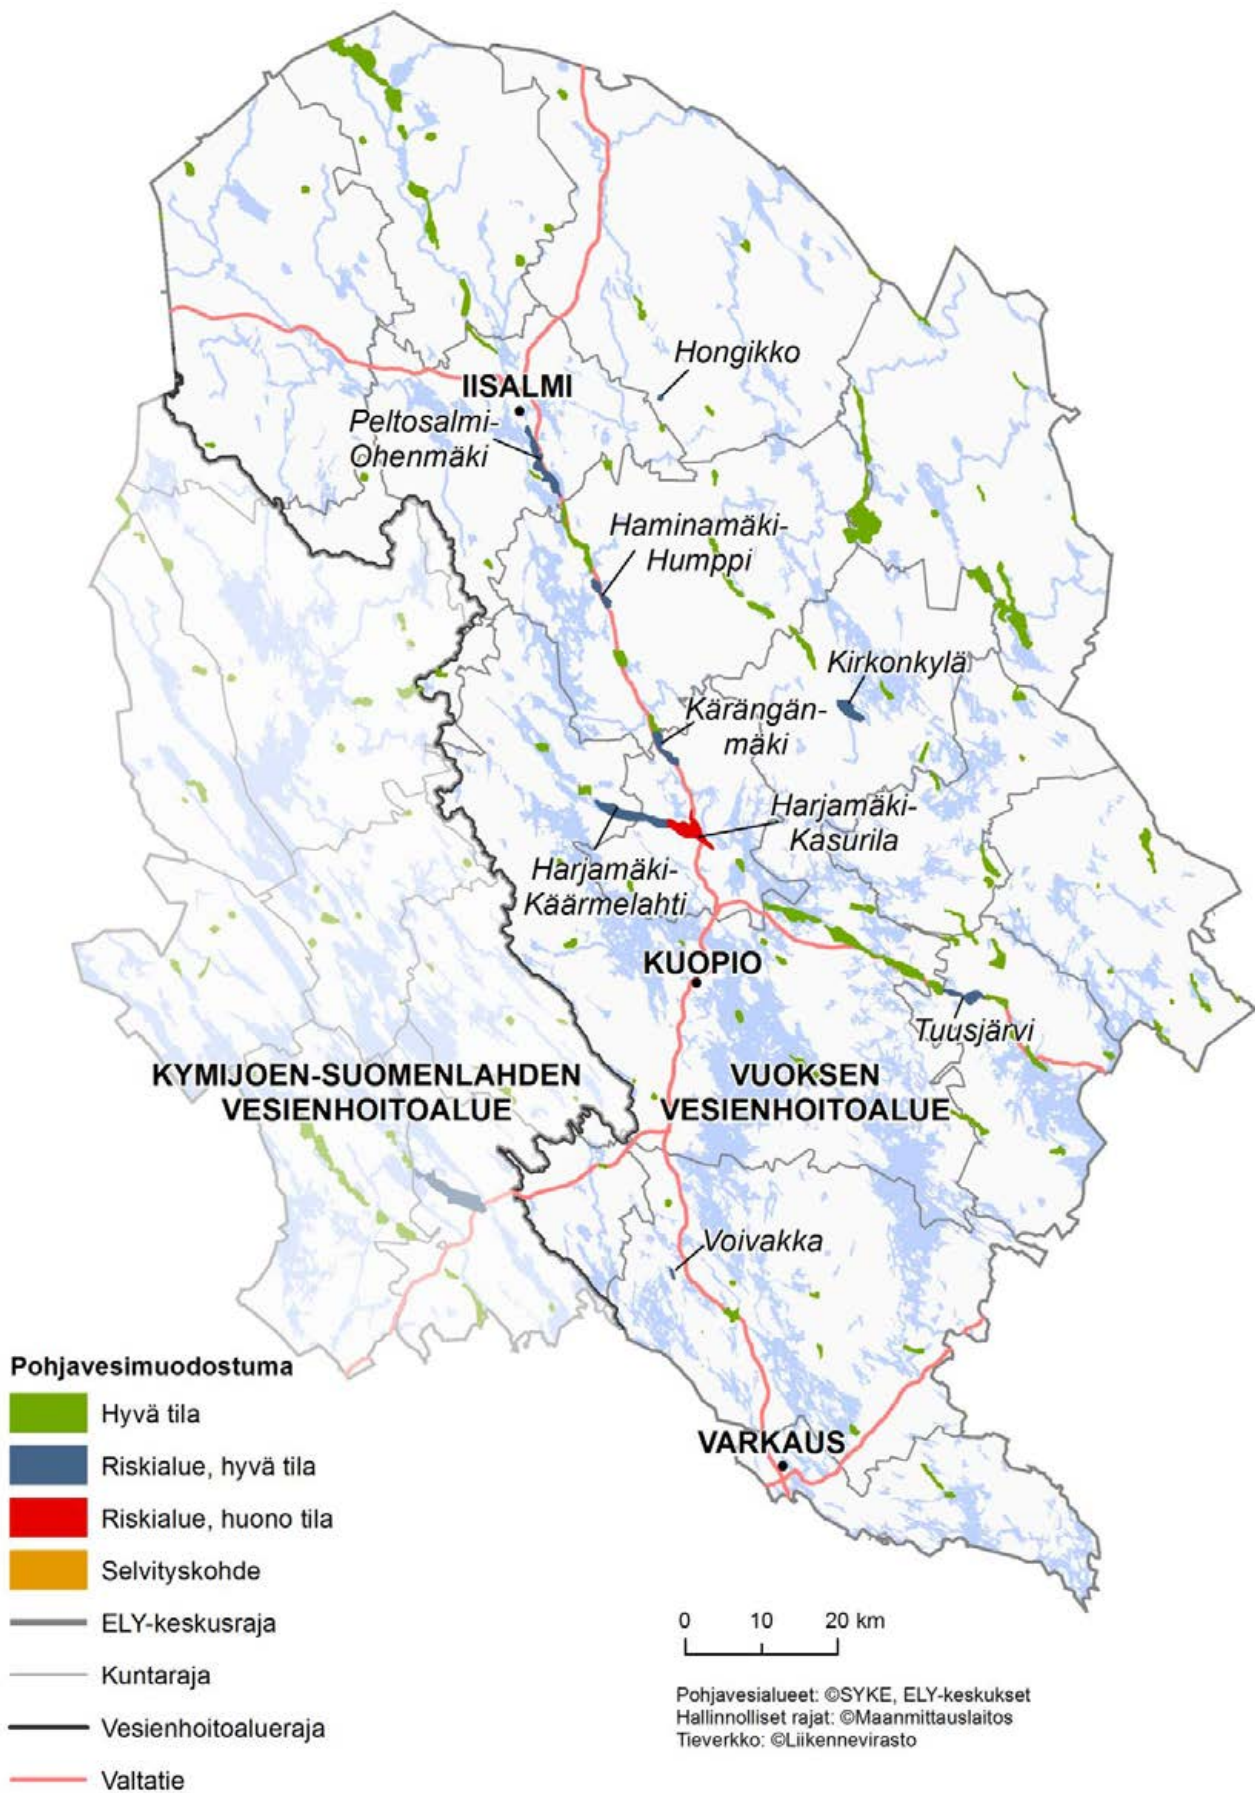 Hongikko
IISALMI
Peltosalmi-
Ohenmäki
Haminamäki-
Humppi
Kirkonkylä
Kärängän-
mäki
Harjamäki-
Kasurila
Harjamäki-
Käärmelahti
KUOPIO
Tuusjärvi
KYMIJOEN-SUOMENLAHDEN
VESIENHOITOALUE
VUOKSEN
VESIENHOITOALUE
Voivakka
VARKAUS
Pohjavesimuodostuma
Hyvä tila
Riskialue, hyvä tila
Riskialue, huono tila
Selvityskohde
ELY-keskusraja
Kuntaraja
Vesienhoitoalueraja
Valtatie
0 10 20 km
Pohjavesialueet: ©SYKE, ELY-keskukset
Hallinnolliset rajat: ©Maanmittauslaitos
Tieverkko: ©Liikennevirasto